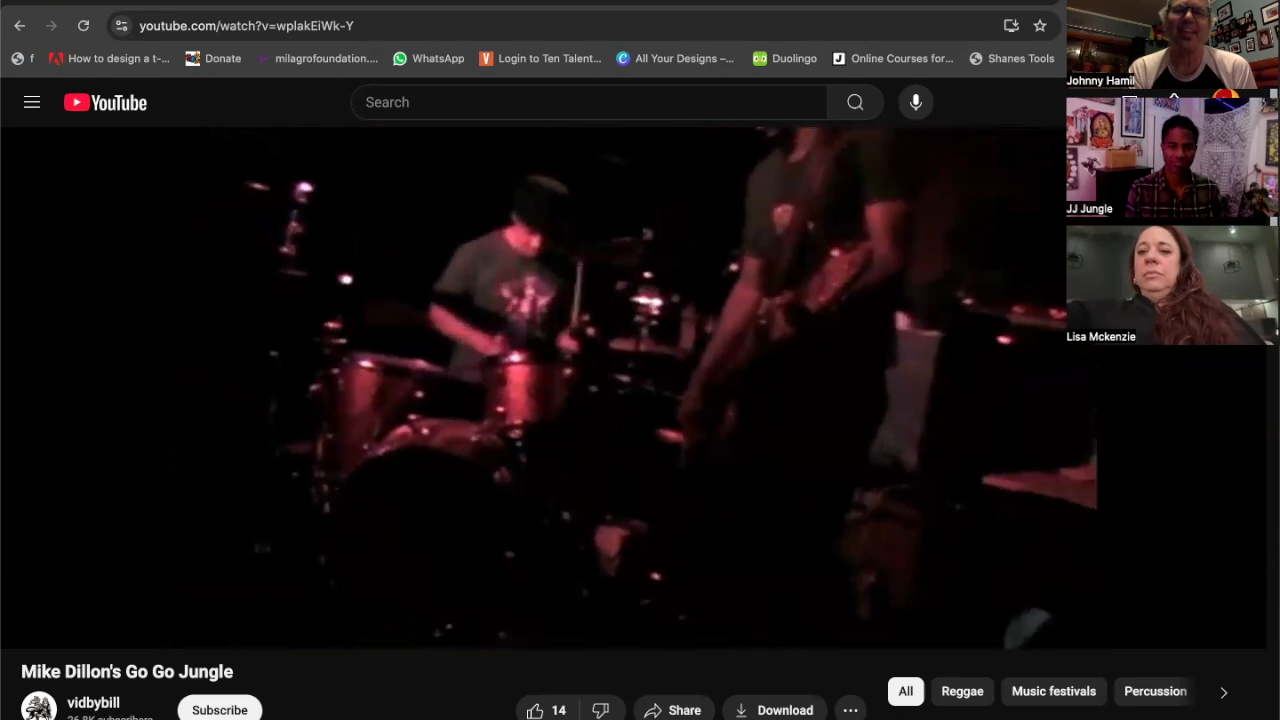 youtube.com/watch?v=wplakEiWk-Y
f
How to design a t-...
Donate
milagrofoundation....
WhatsApp
Login to Ten Talent...
All Your Designs –...
Duolingo
Online Courses for...
Shanes Tools
YouTube
Search
Johnny Hamil
JJ Jungle
Lisa Mckenzie
Mike Dillon's Go Go Jungle
vidbybill
Subscribe
14
Share
Download
All
Reggae
Music festivals
Percussion